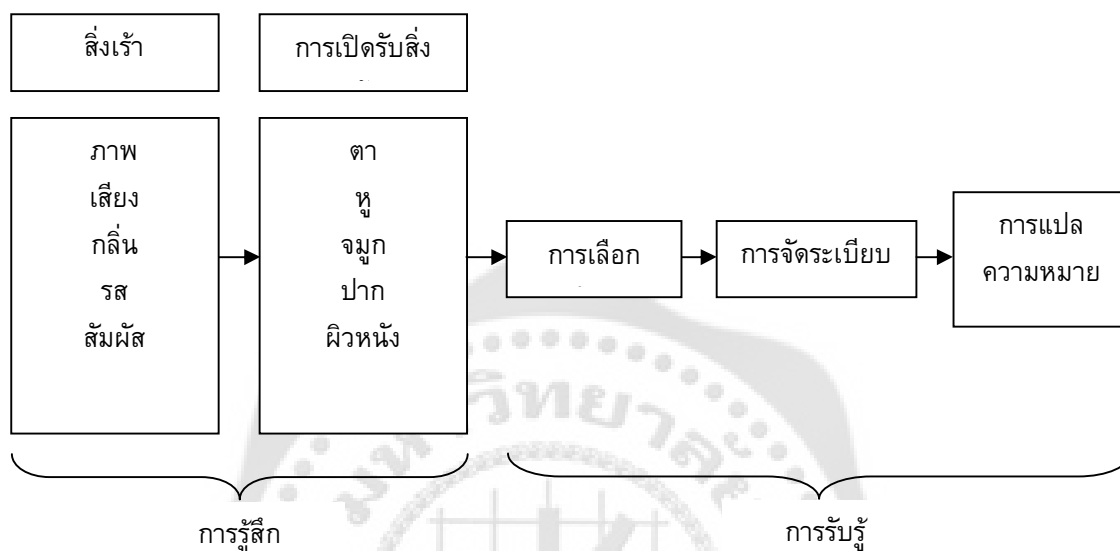 สิ่งเร้า
การเปิดรับสิ่ง
ภาพ
เสียง
กลิ่น
รส
สัมผัส
ตา
หู
จมูก
ปาก
ผิวหนัง
การเลือก
การจัดระเบียบ
การแปล
ความหมาย
การรู้สึก
การรับรู้